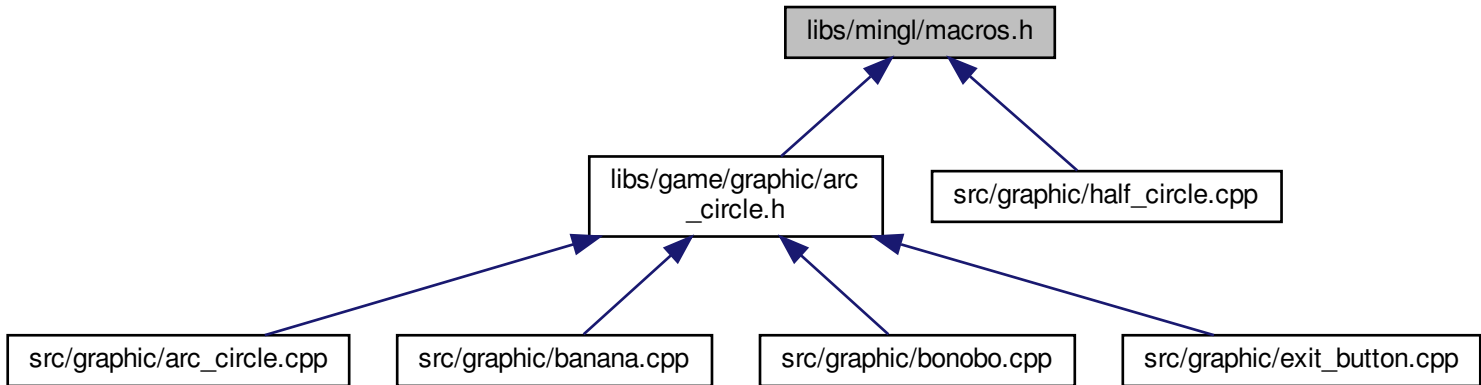 libs/mingl/macros.h
libs/game/graphic/arc
_circle.h
src/graphic/half_circle.cpp
src/graphic/arc_circle.cpp
src/graphic/banana.cpp
src/graphic/bonobo.cpp
src/graphic/exit_button.cpp